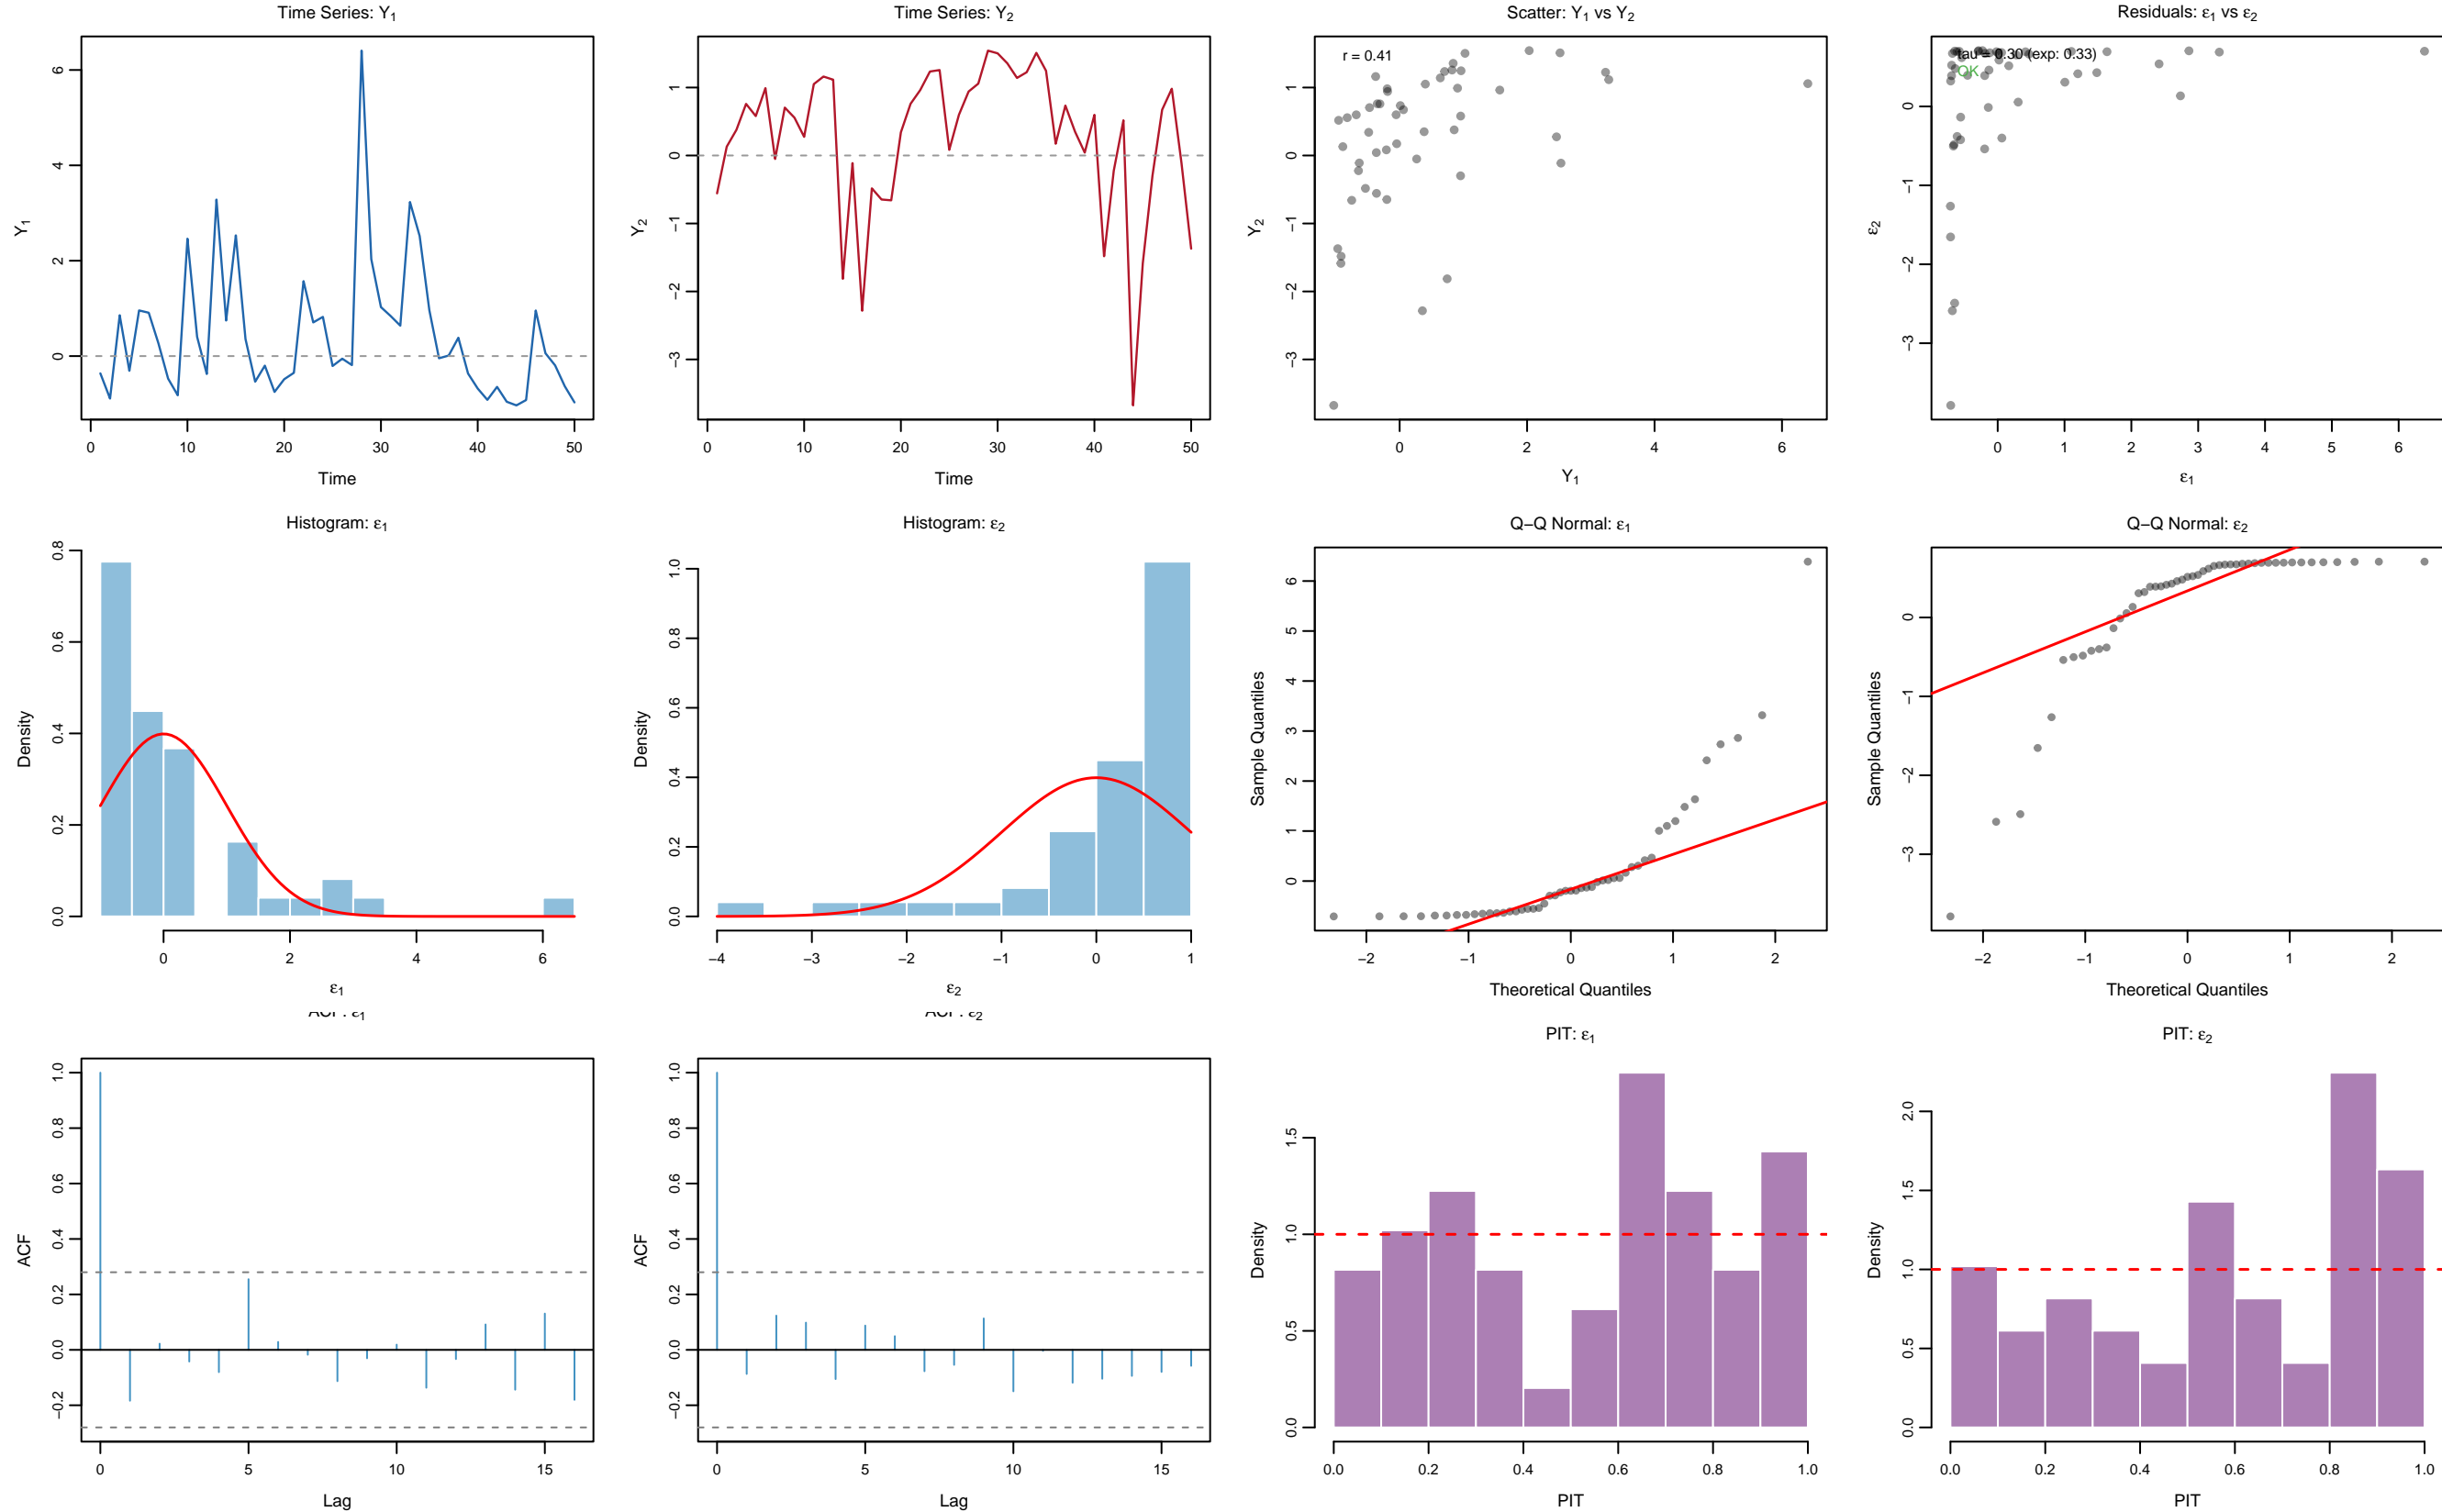 Time Series: Y1
Y1
6
4
2
0
0 10 20 30 40 50
Time
Time Series: Y2
Y2
1
0
−1
−2
−3
0 10 20 30 40 50
Time
Scatter: Y1 vs Y2
r = 0.41
Y2
1
0
−1
−2
−3
0 2 4 6
Y1
Residuals: ε1 vs ε2
tau = 0.30 (exp: 0.33)
OK
ε2
0
−1
−2
−3
0 1 2 3 4 5 6
ε1
Histogram: ε1
Density
0.8
0.6
0.4
0.2
0.0
0 2 4 6
ε1
Histogram: ε2
Density
1.0
0.8
0.6
0.4
0.2
0.0
−4 −3 −2 −1 0 1
ε2
Q−Q Normal: ε1
Sample Quantiles
6
5
4
3
2
1
0
−2 −1 0 1 2
Theoretical Quantiles
Q−Q Normal: ε2
Sample Quantiles
0
−1
−2
−3
−2 −1 0 1 2
Theoretical Quantiles
ACF: ε1
ACF
1.0
0.8
0.6
0.4
0.2
0.0
−0.2
0 5 10 15
Lag
ACF: ε2
ACF
1.0
0.8
0.6
0.4
0.2
0.0
−0.2
0 5 10 15
Lag
PIT: ε1
Density
1.5
1.0
0.5
0.0
0.0 0.2 0.4 0.6 0.8 1.0
PIT
PIT: ε2
Density
2.0
1.5
1.0
0.5
0.0
0.0 0.2 0.4 0.6 0.8 1.0
PIT